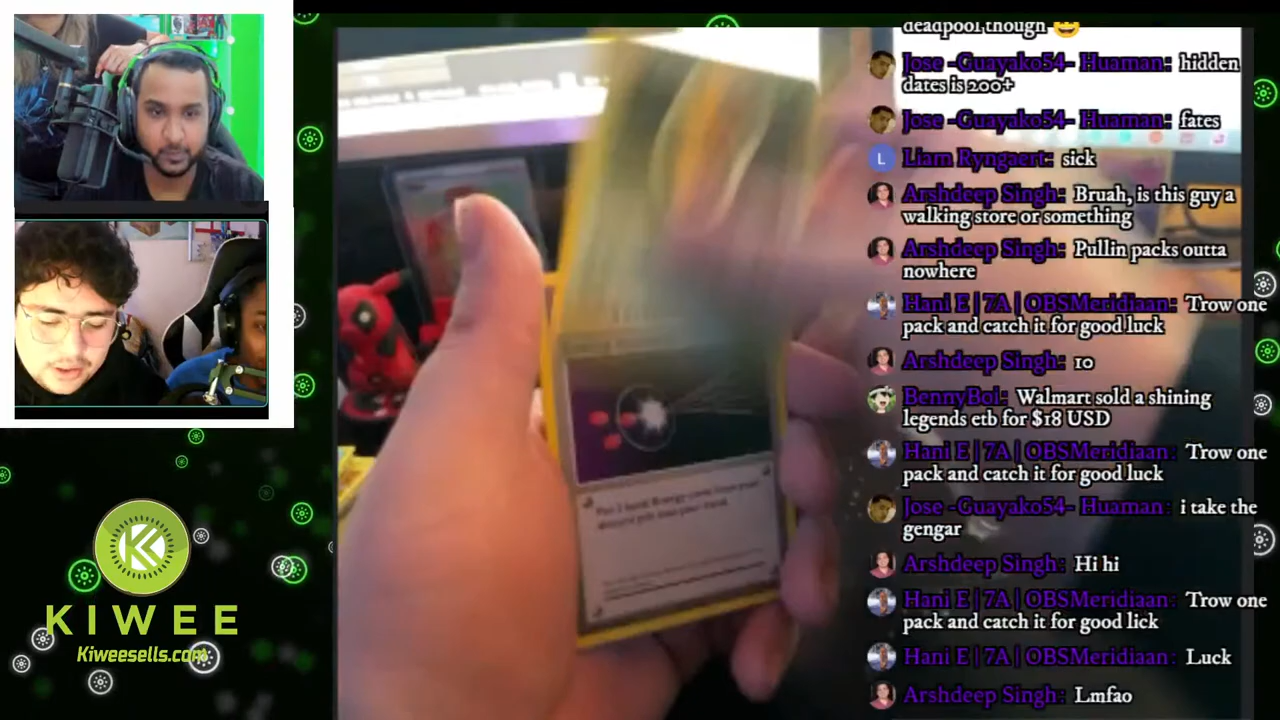 deadpool though
Jose -Guayako54- Huaman: hidden
dates is 200+
Jose -Guayako54- Huaman: fates
L
Liam Ryngaert: sick
Arshdeep Singh: Bruah, is this guy a
walking store or something
Arshdeep Singh: Pullin packs outta
nowhere
Hani E | 7A | OBSMeridiaan: Trow one
pack and catch it for good luck
Arshdeep Singh: 10
BennyBoi: Walmart sold a shining
legends etb for $18 USD
Hani E | 7A | OBSMeridiaan: Trow one
pack and catch it for good luck
Jose -Guayako54- Huaman: i take the
gengar
Arshdeep Singh: Hi hi
Hani E | 7A | OBSMeridiaan: Trow one
pack and catch it for good lick
Hani E | 7A | OBSMeridiaan: Luck
Arshdeep Singh: Lmfao
K
KIWEE
Kiweesells.com